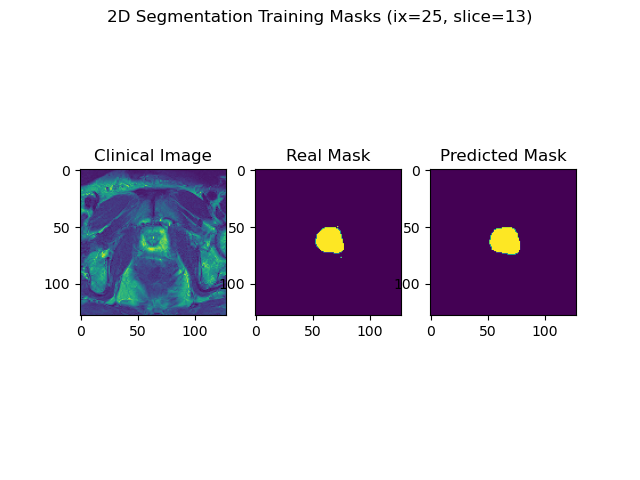 2D Segmentation Training Masks (ix=25, slice=13)
Clinical Image Real Mask Predicted Mask
0 0 0
50 50 50
100 100 100
0 50 100 0 50 100 0 50 100